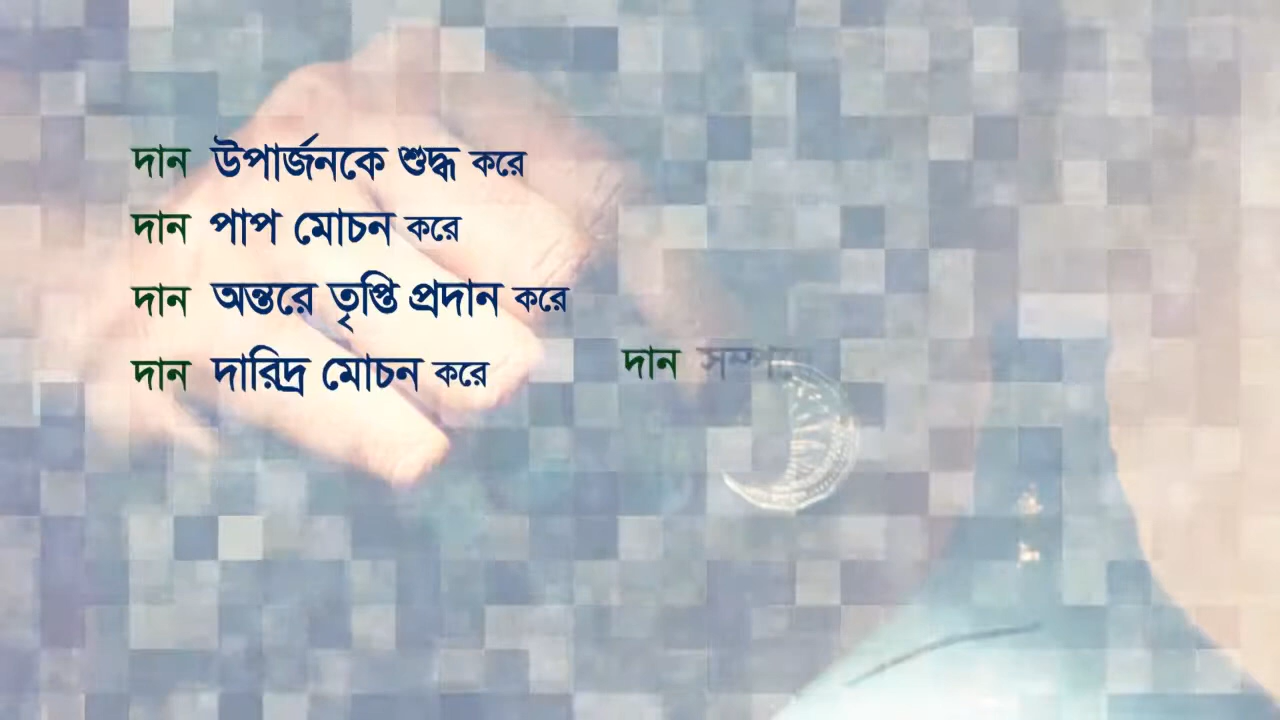 দান উপার্জনকে শুদ্ধ করে
দান পাপ মোচন করে
দান অন্তরে তৃপ্তি প্রদান করে
দান দারিদ্র মোচন করে
দান